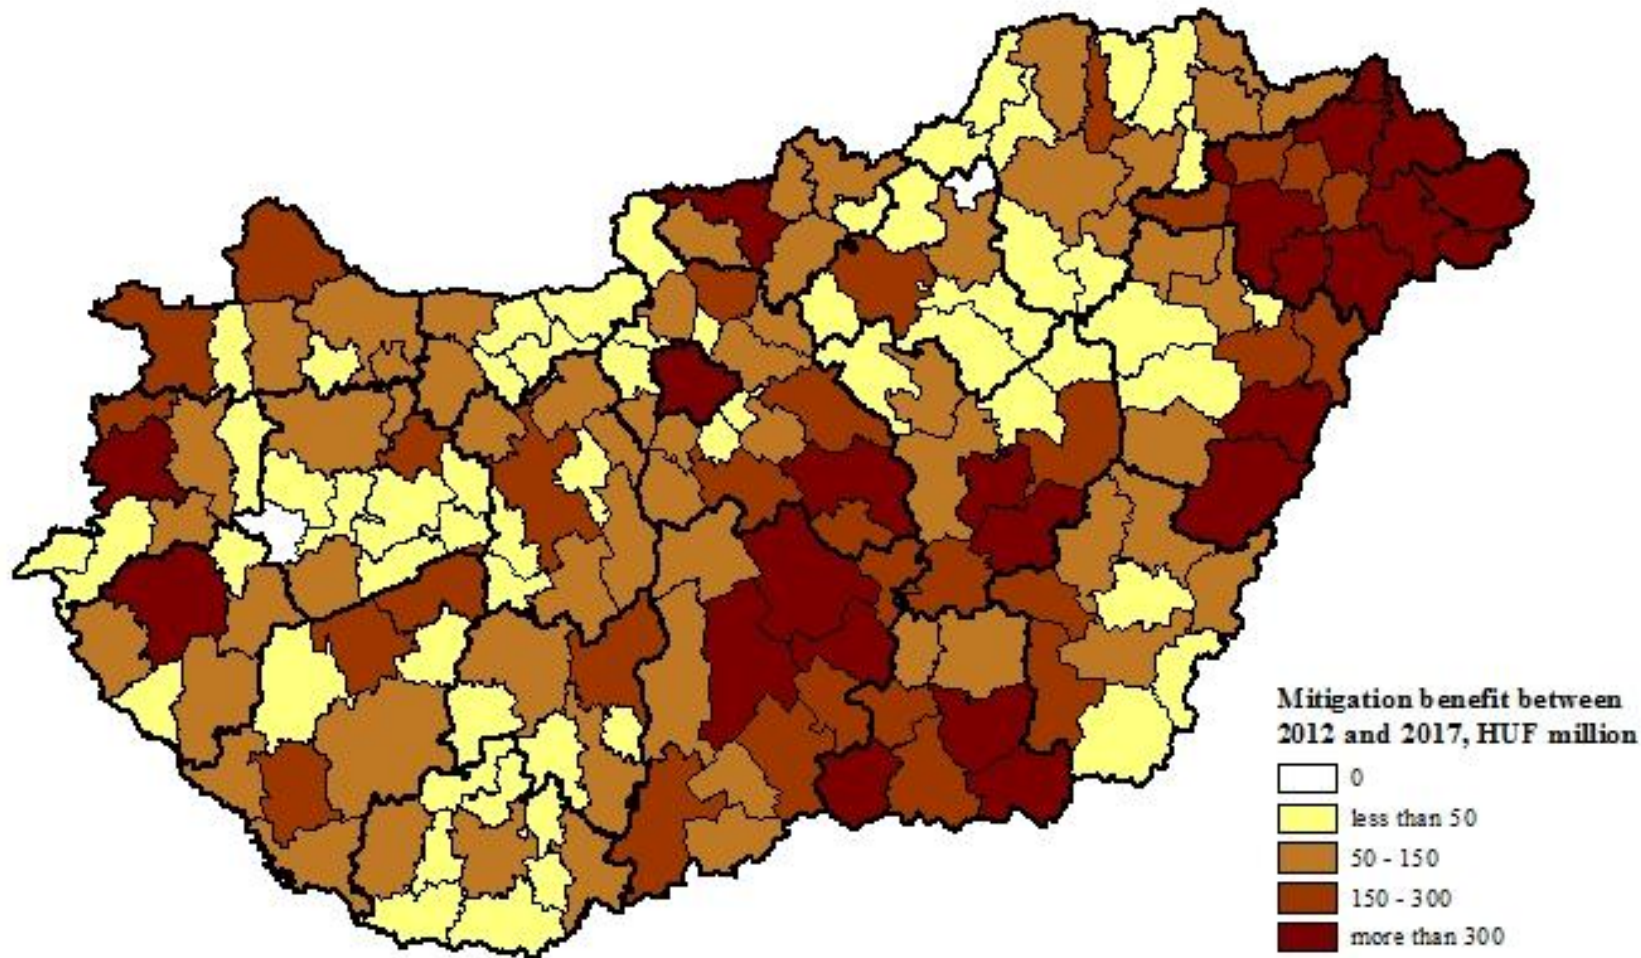 Mitigation benefit between
2012 and 2017, HUF million
0
less than 50
50 - 150
150 - 300
more than 300